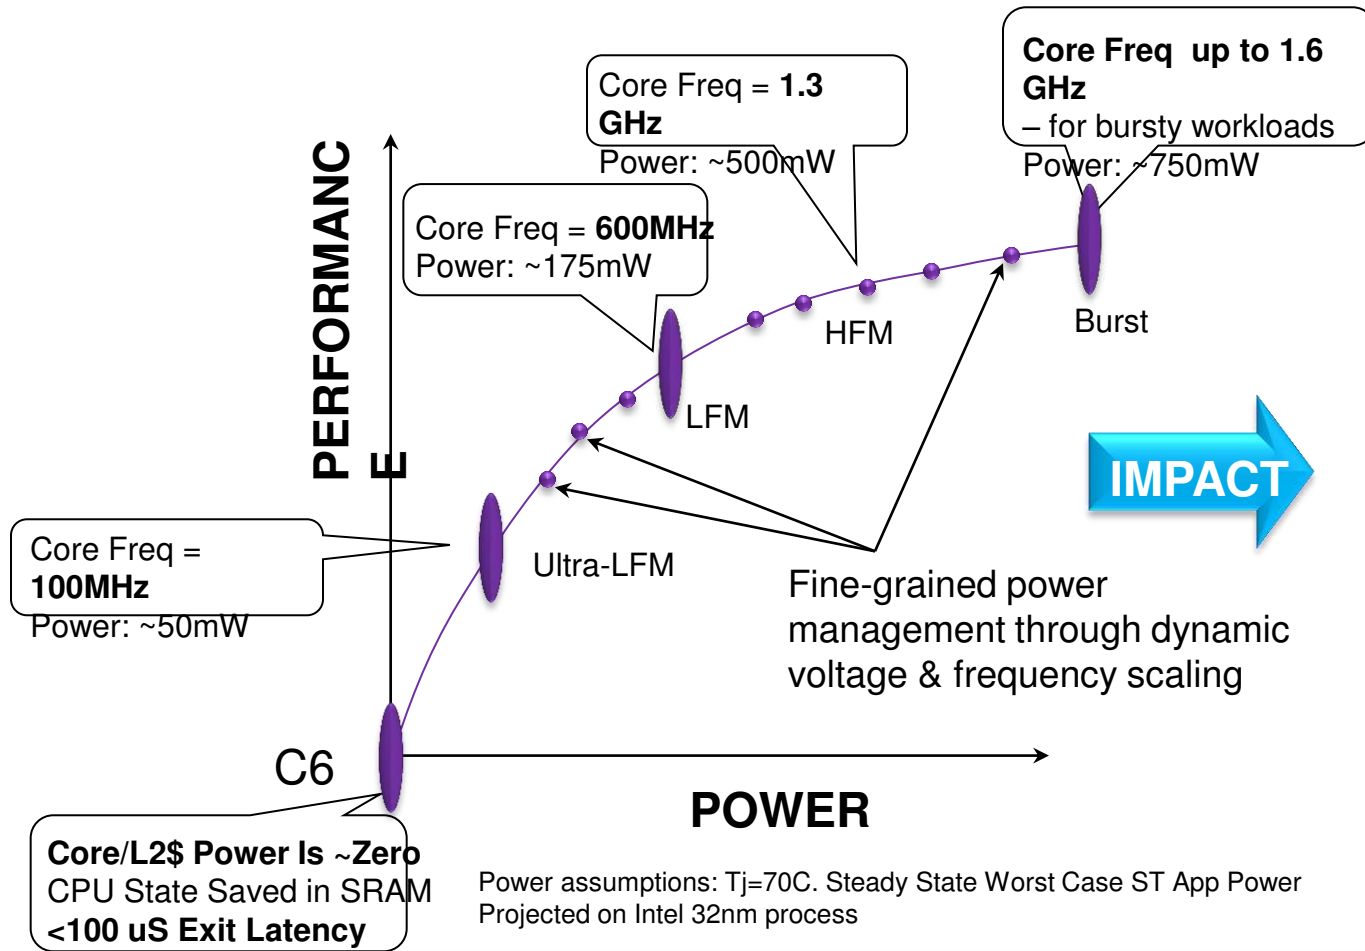 Core Freq  up to 1.6
GHz
– for bursty workloads
Power: ~750mW
Core Freq = 1.3
GHz
Power: ~500mW
Core Freq = 600MHz
Power: ~175mW
PERFORMANC
E
HFM
Burst
LFM
IMPACT
Core Freq =
100MHz
Power: ~50mW
Ultra-LFM
Fine-grained power
management through dynamic
voltage & frequency scaling
C6
POWER
Core/L2$ Power Is ~Zero
CPU State Saved in SRAM
<100 uS Exit Latency
Power assumptions: Tj=70C. Steady State Worst Case ST App Power
Projected on Intel 32nm process